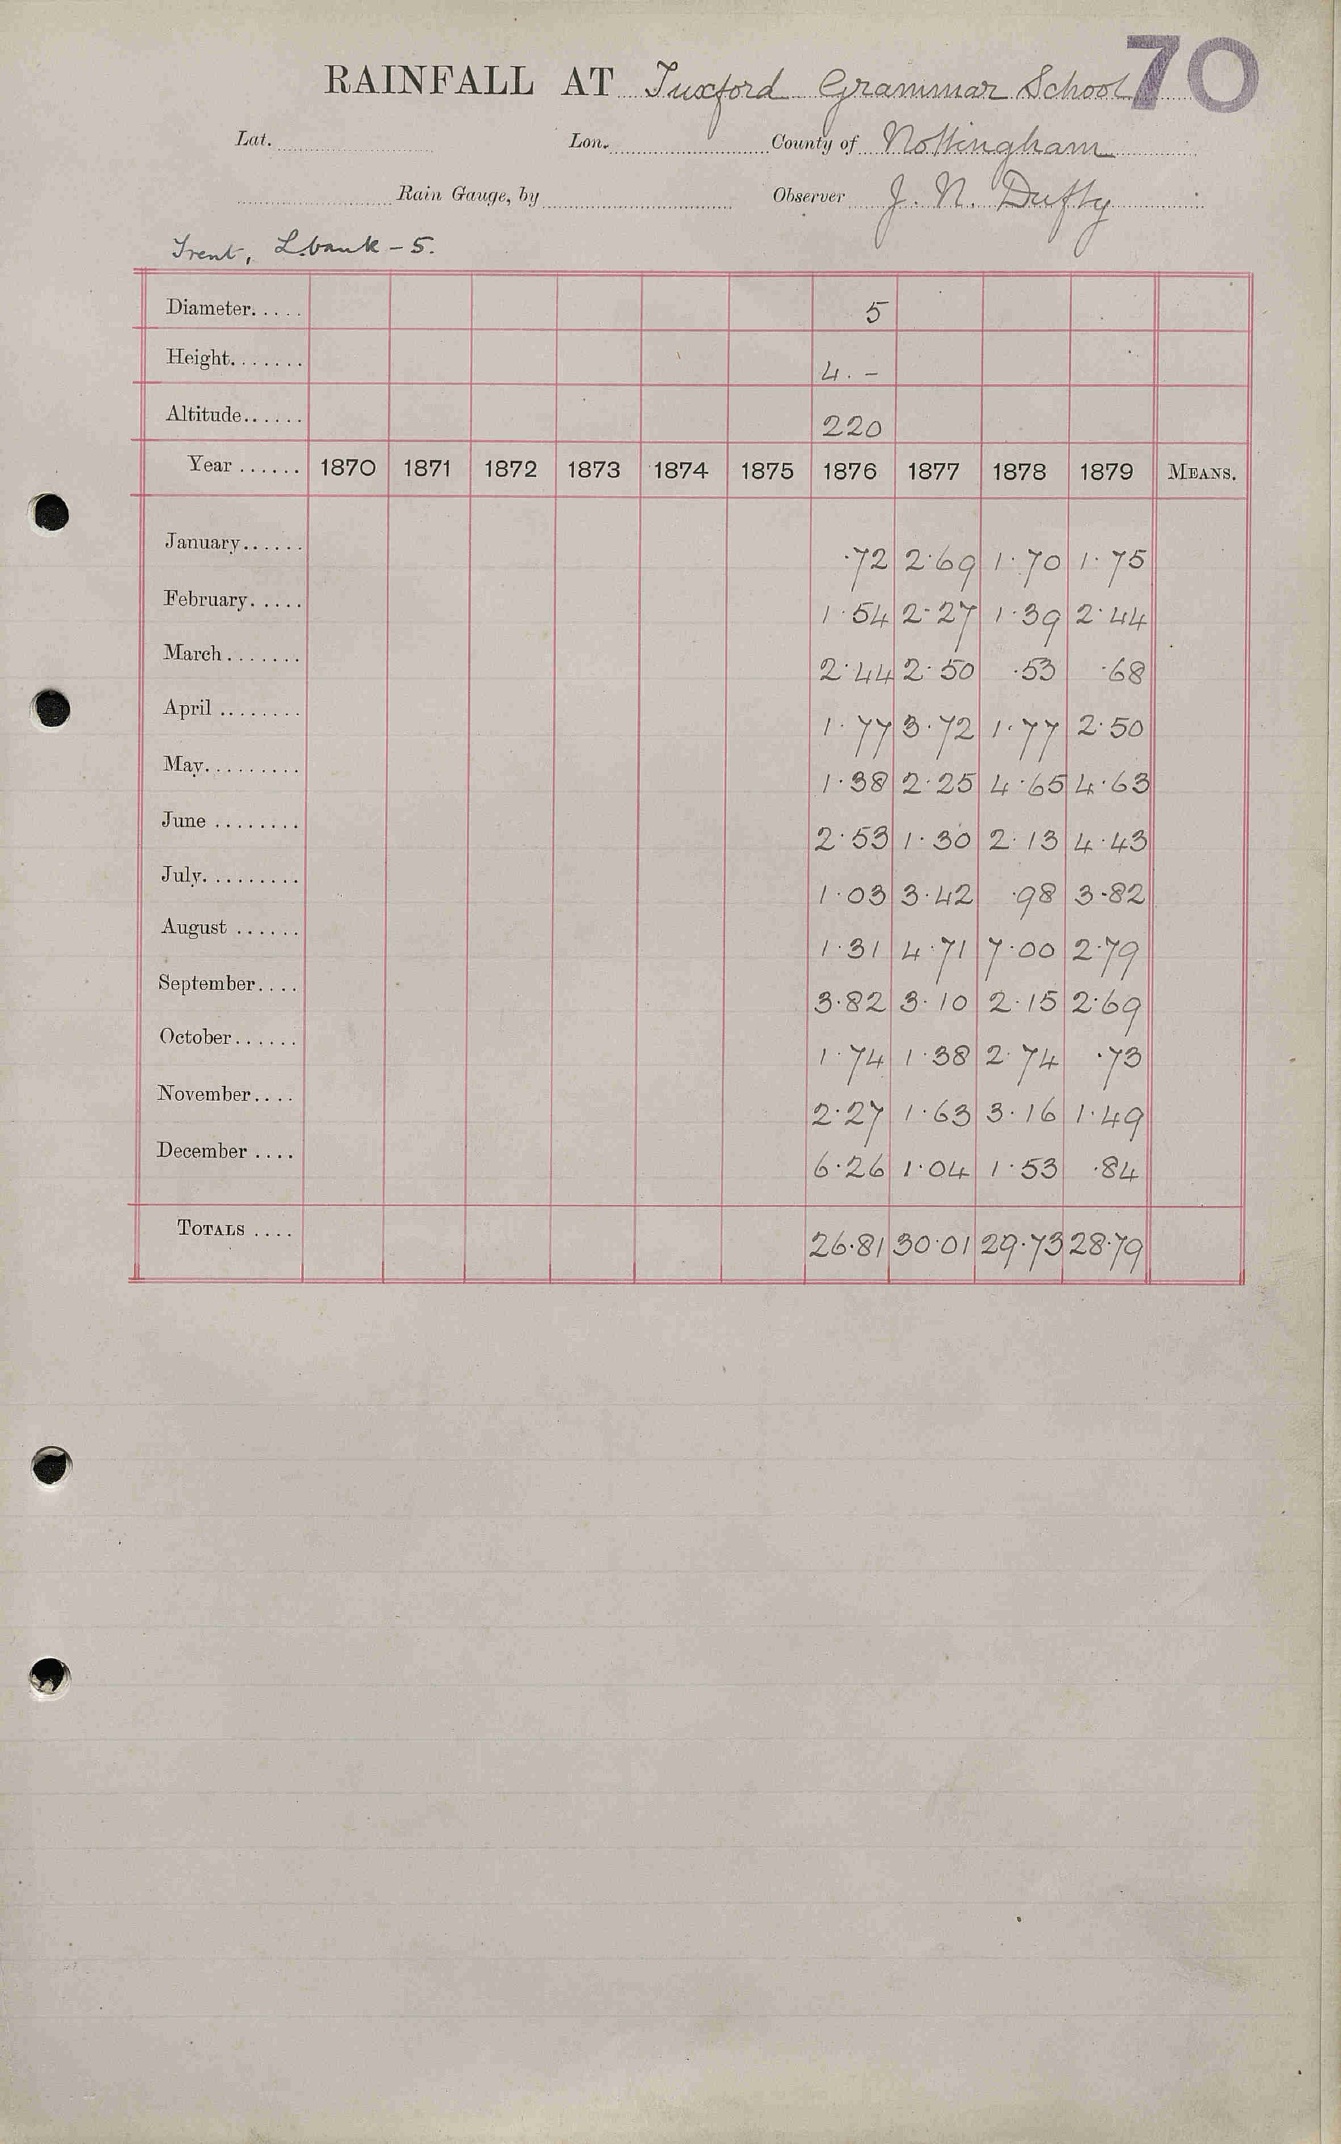 70
RAINFALL AT Tuxford Grammar School
Lat. Lon. County of Nottingham
Rain Gauge, by Observer J. N. Dufty
Trent, L.bank - 5.
Diameter..... 5
Height....... 4. -
Altitude...... 220
Year ...... 1870 1871 1872 1873 1874 1875 1876 1877 1878 1879 MEANS.
January...... ·72 2·69 1·70 1·75
February..... 1·54 2·27 1·39 2·44
March....... 2·44 2·50 ·53 ·68
April ........ 1·77 3·72 1·77 2·50
May......... 1·38 2·25 4·65 4·63
June ........ 2·53 1·30 2·13 4·43
July......... 1·03 3·42 ·98 3·82
August ...... 1·31 4·71 7·00 2·79
September.... 3·82 3·10 2·15 2·69
October...... 1·74 1·38 2·74 ·73
November.... 2·27 1·63 3·16 1·49
December .... 6·26 1·04 1·53 ·84
TOTALS .... 26·81 30·01 29·73 28·79